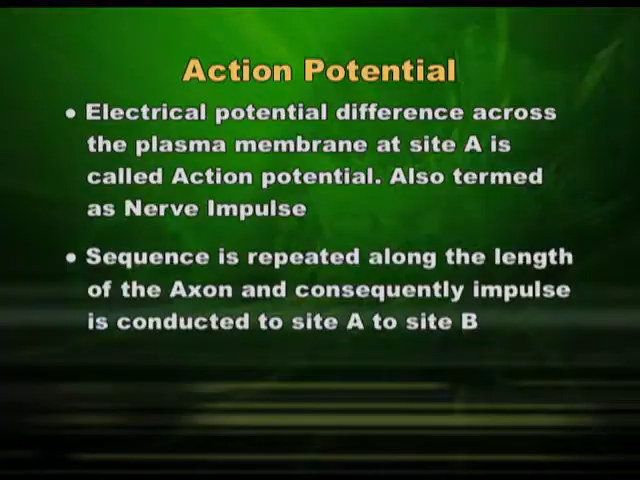 Action Potential
• Electrical potential difference across
the plasma membrane at site A is
called Action potential. Also termed
as Nerve Impulse
• Sequence is repeated along the length
of the Axon and consequently impulse
is conducted to site A to site B